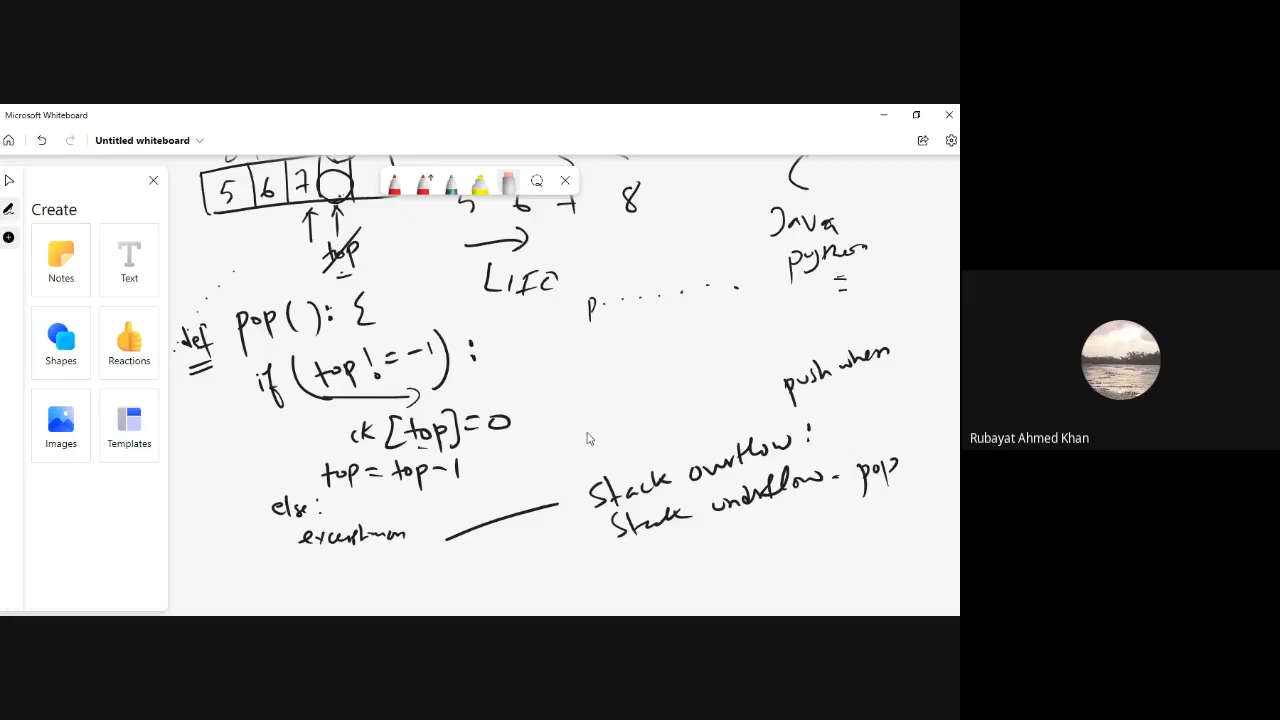 Microsoft Whiteboard
Untitled whiteboard
Create
Notes
Text
Shapes
Reactions
Images
Templates
5 6 7
8
top
LIFO
Java
python
def pop(): {
if (top != -1) :
ck [top] = 0
top = top - 1
else:
exception
p.
push when
Stack overflow !
Stack underflow - pop
Rubayat Ahmed Khan